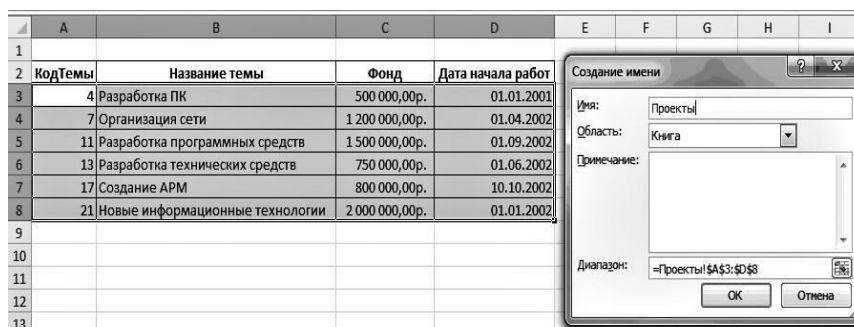 A B C D E F G H I
1
2 КодТемы Название темы Фонд Дата начала работ
3 4 Разработка ПК 500 000,00р. 01.01.2001
4 7 Организация сети 1 200 000,00р. 01.04.2002
5 11 Разработка программных средств 1 500 000,00р. 01.09.2002
6 13 Разработка технических средств 750 000,00р. 01.06.2002
7 17 Создание АРМ 800 000,00р. 10.10.2002
8 21 Новые информационные технологии 2 000 000,00р. 01.01.2002
9
10
11
12
13
Создание имени ? X
Имя: Проекты
Область: Книга
Примечание:
Диапазон: =Проекты!$A$3:$D$8
ОК Отмена